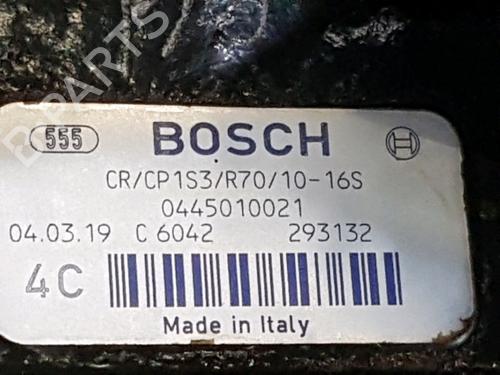 B-PARTS
555 BOSCH
CR/CP1S3/R70/10-16S
0445010021
04.03.19 C 6042 293132
4C
Made in Italy